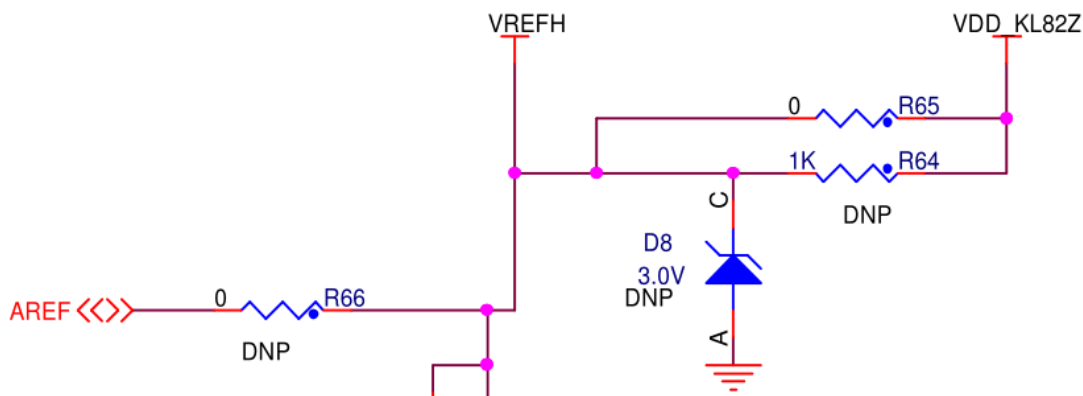 VREFH
VDD_KL82Z
0
R65
1K
R64
DNP
C
D8
3.0V
DNP
A
AREF
0
R66
DNP